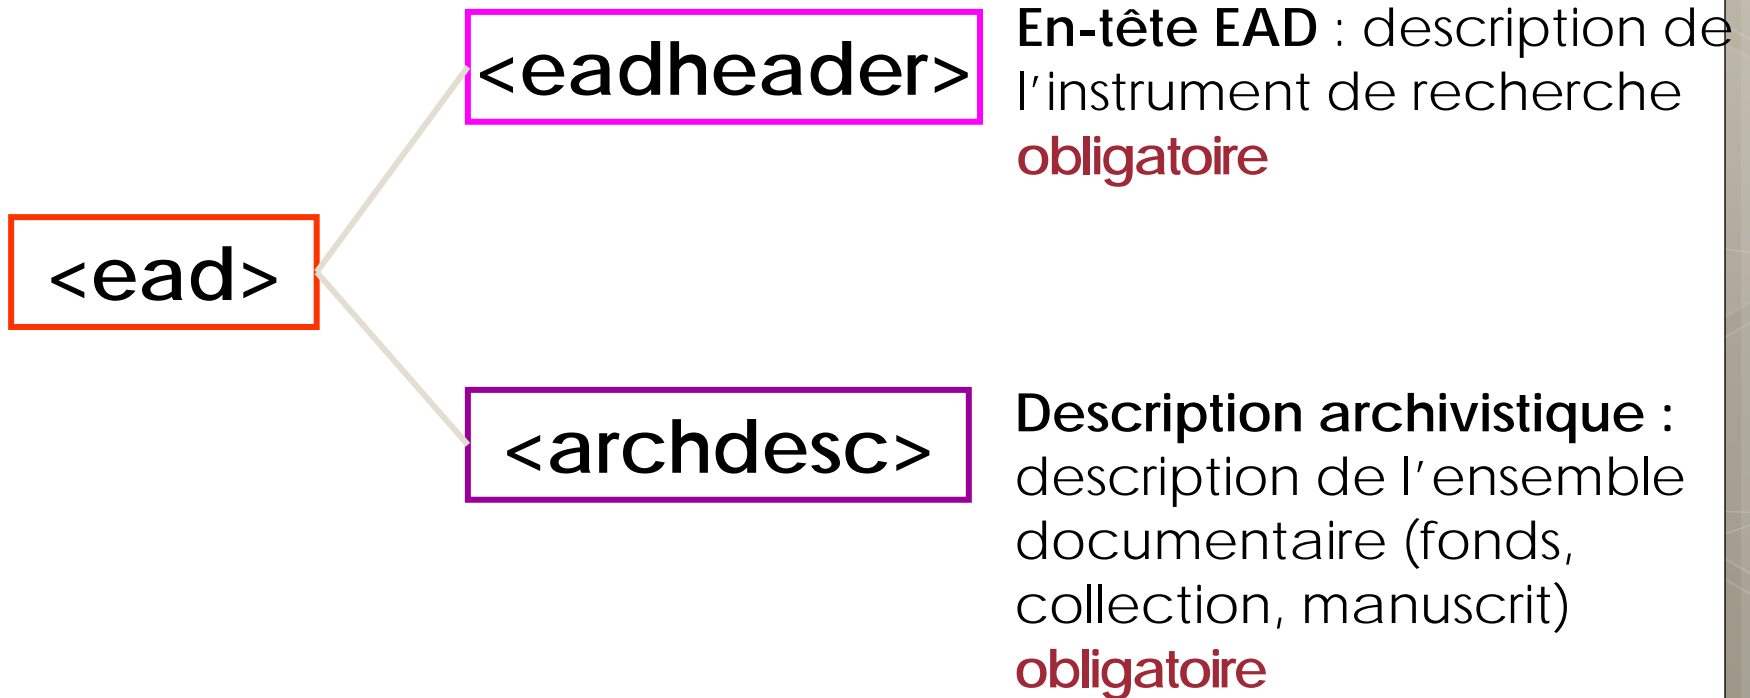 <eadheader>
En-tête EAD : description de
l’instrument de recherche
obligatoire
<ead>
<archdesc>
Description archivistique :
description de l’ensemble
documentaire (fonds,
collection, manuscrit)
obligatoire